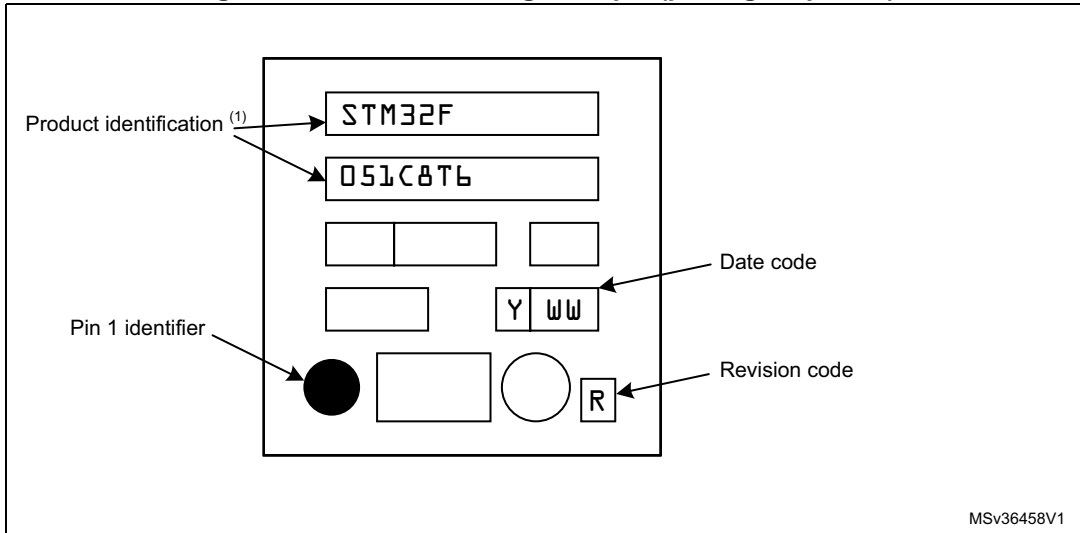 Product identification (1)
STM32F
051C8T6
Date code
Y WW
Pin 1 identifier
Revision code
R
MSv36458V1